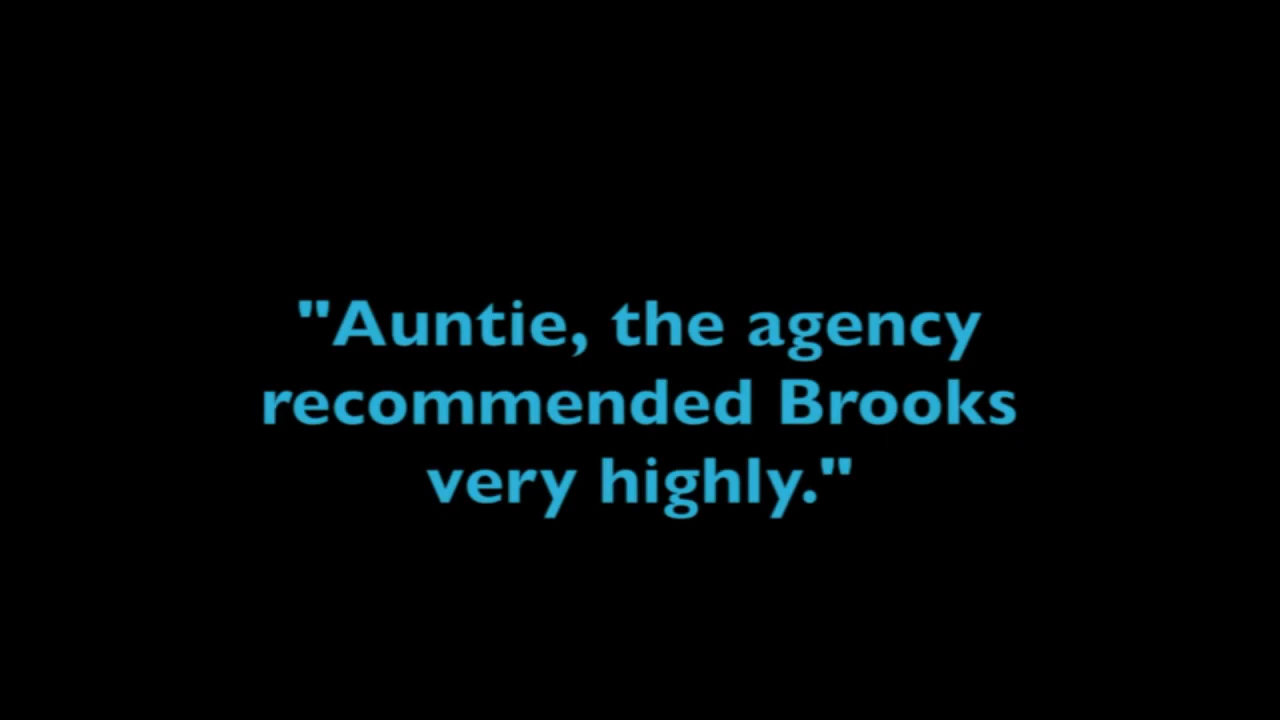 "Auntie, the agency
recommended Brooks
very highly."